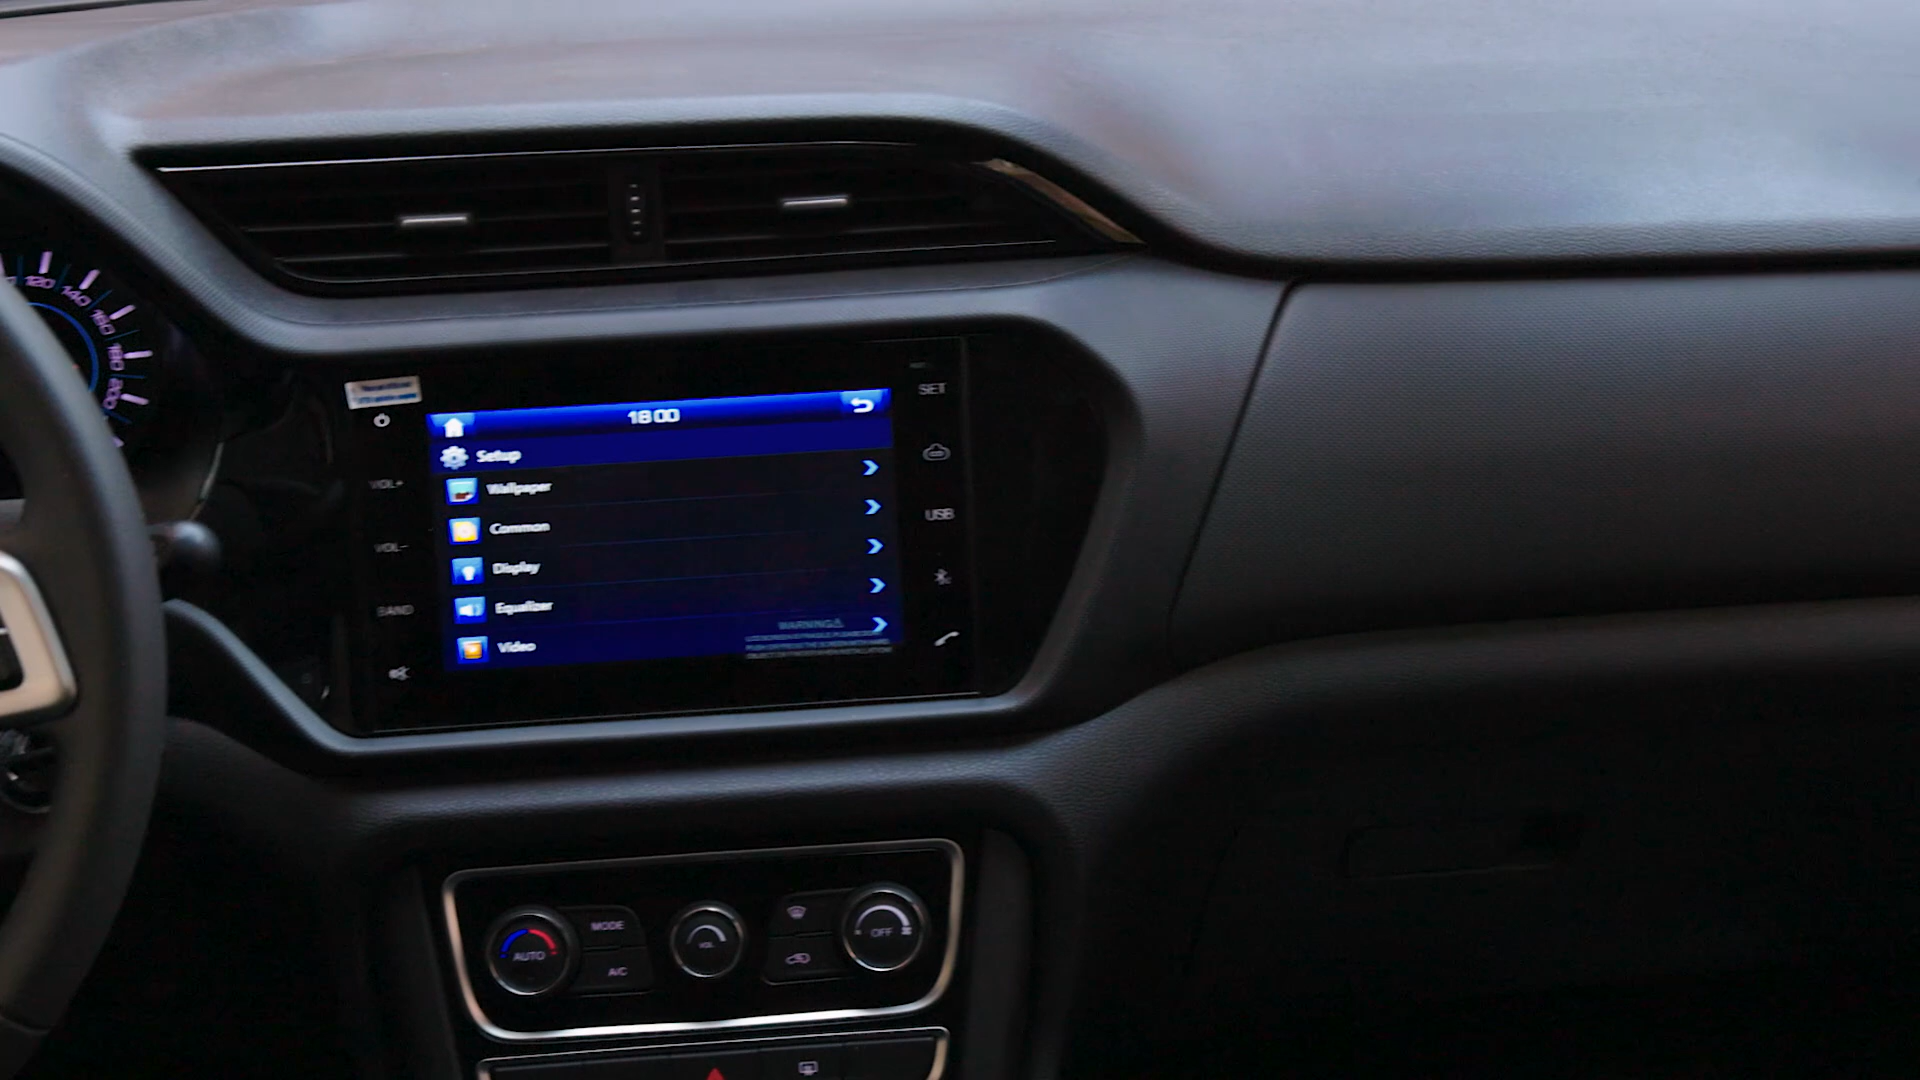 120
140
160
180
200
18:00
Setup
Wallpaper
Common
Display
Equalizer
Video
WARNING
VOL+
VOL-
BAND
SET
USB
AUTO
MODE
A/C
VOL
OFF